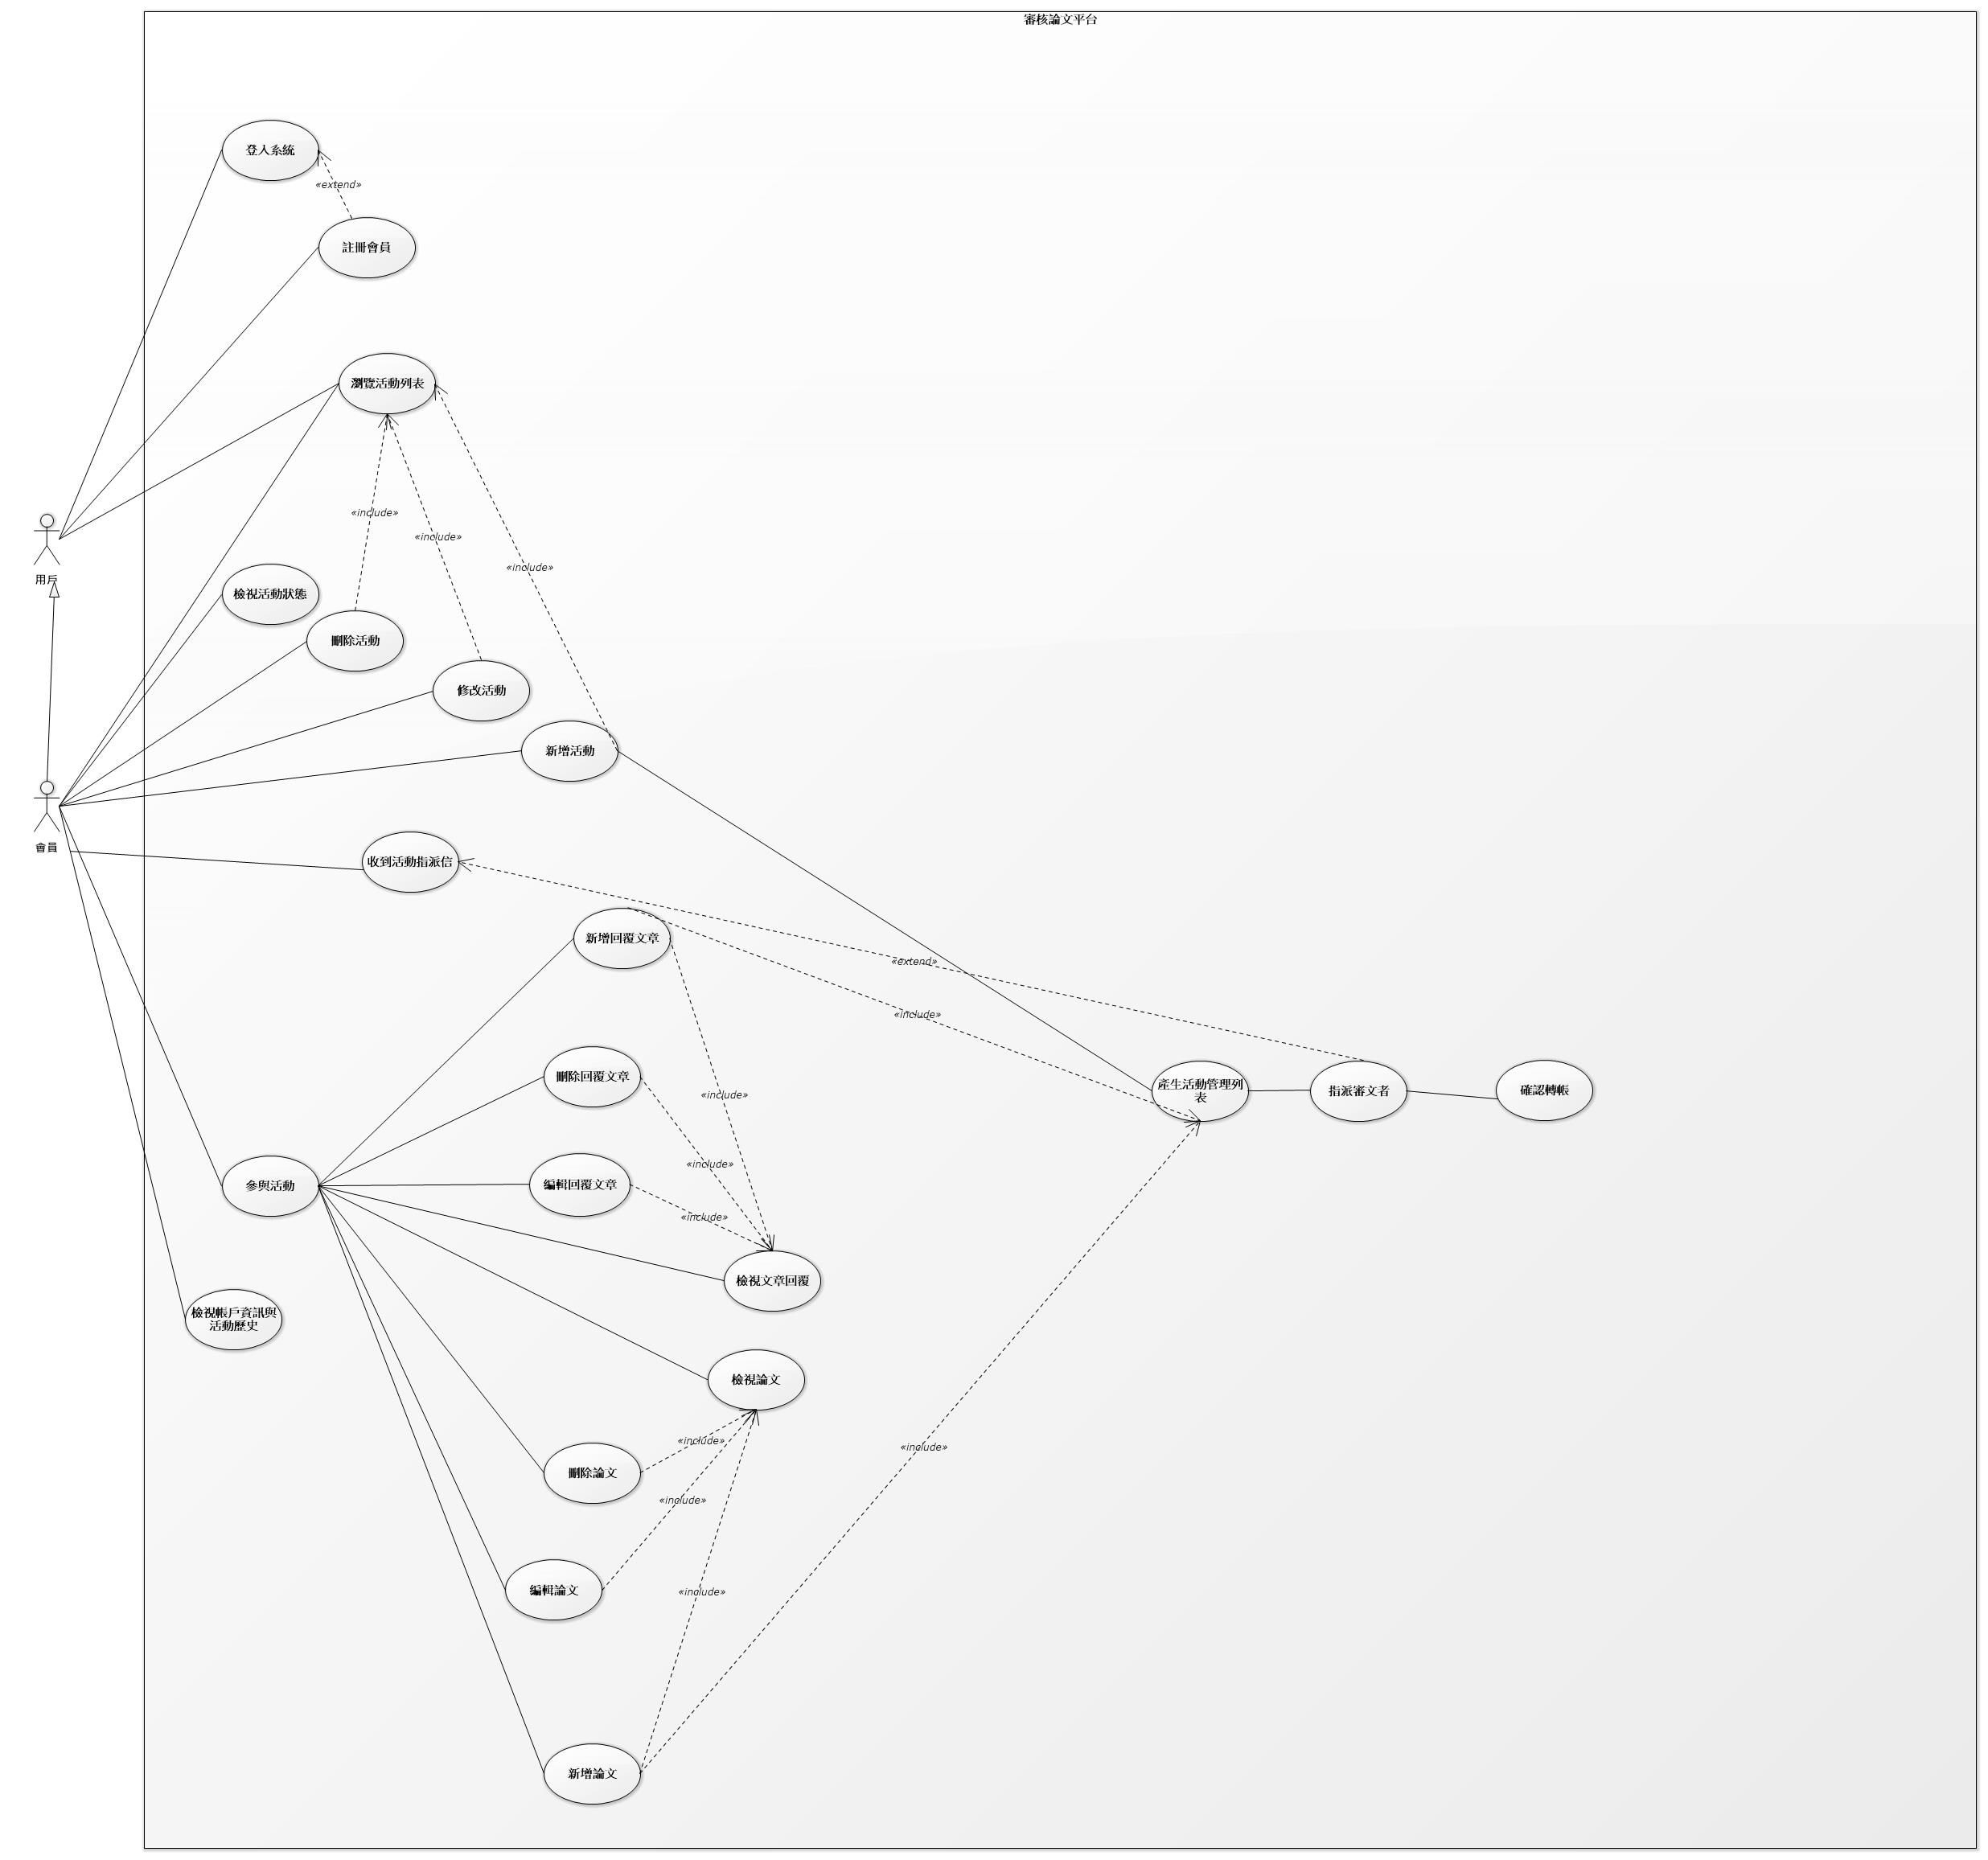 審核論文平台
登入系統
«extend»
註冊會員
瀏覽活動列表
«include»
«include»
«include»
用戶
檢視活動狀態
刪除活動
修改活動
新增活動
會員
收到活動指派信
新增回覆文章
«extend»
«include»
刪除回覆文章
«include»
產生活動管理列
表
指派審文者
確認轉帳
«include»
參與活動
編輯回覆文章
«include»
檢視文章回覆
檢視帳戶資訊與
活動歷史
檢視論文
«include»
«include»
刪除論文
«include»
編輯論文
«include»
新增論文